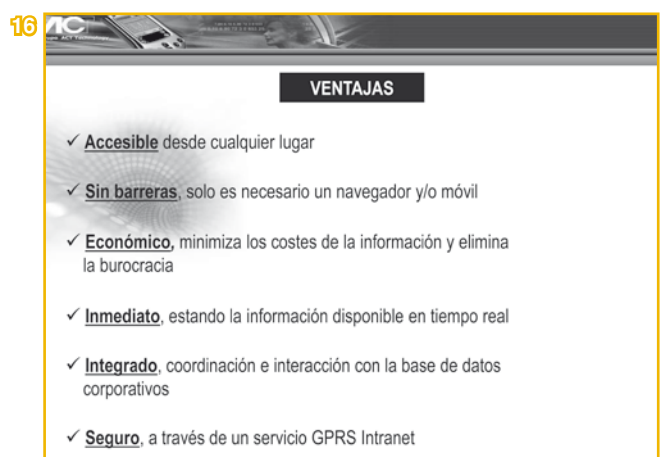 16
VENTAJAS
✓ Accesible desde cualquier lugar
✓ Sin barreras, solo es necesario un navegador y/o móvil
✓ Económico, minimiza los costes de la información y elimina
la burocracia
✓ Inmediato, estando la información disponible en tiempo real
✓ Integrado, coordinación e interacción con la base de datos
corporativos
✓ Seguro, a través de un servicio GPRS Intranet